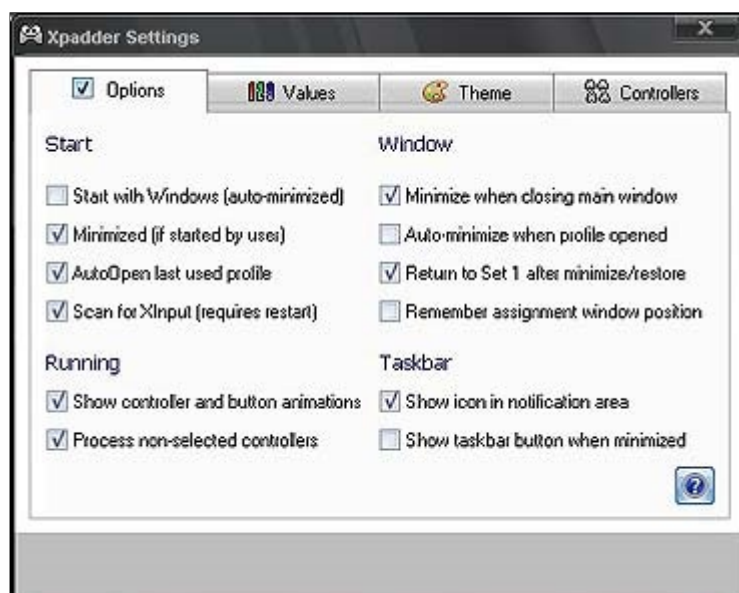 Xpadder Settings
Options
Values
Theme
Controllers
Start
Start with Windows (auto-minimized)
Minimized (if started by user)
AutoOpen last used profile
Scan for XInput (requires restart)
Window
Minimize when closing main window
Auto-minimize when profile opened
Return to Set 1 after minimize/restore
Remember assignment window position
Running
Show controller and button animations
Process non-selected controllers
Taskbar
Show icon in notification area
Show taskbar button when minimized